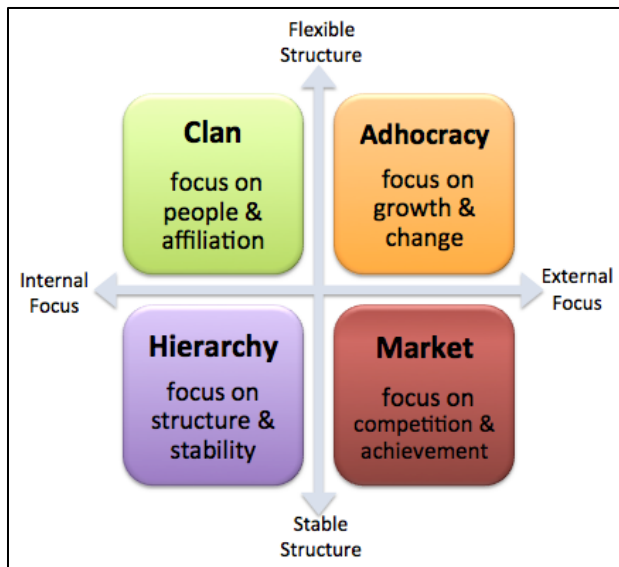 Flexible
Structure
Clan
focus on
people &
affiliation
Adhocracy
focus on
growth &
change
Internal
Focus
External
Focus
Hierarchy
focus on
structure &
stability
Market
focus on
competition &
achievement
Stable
Structure